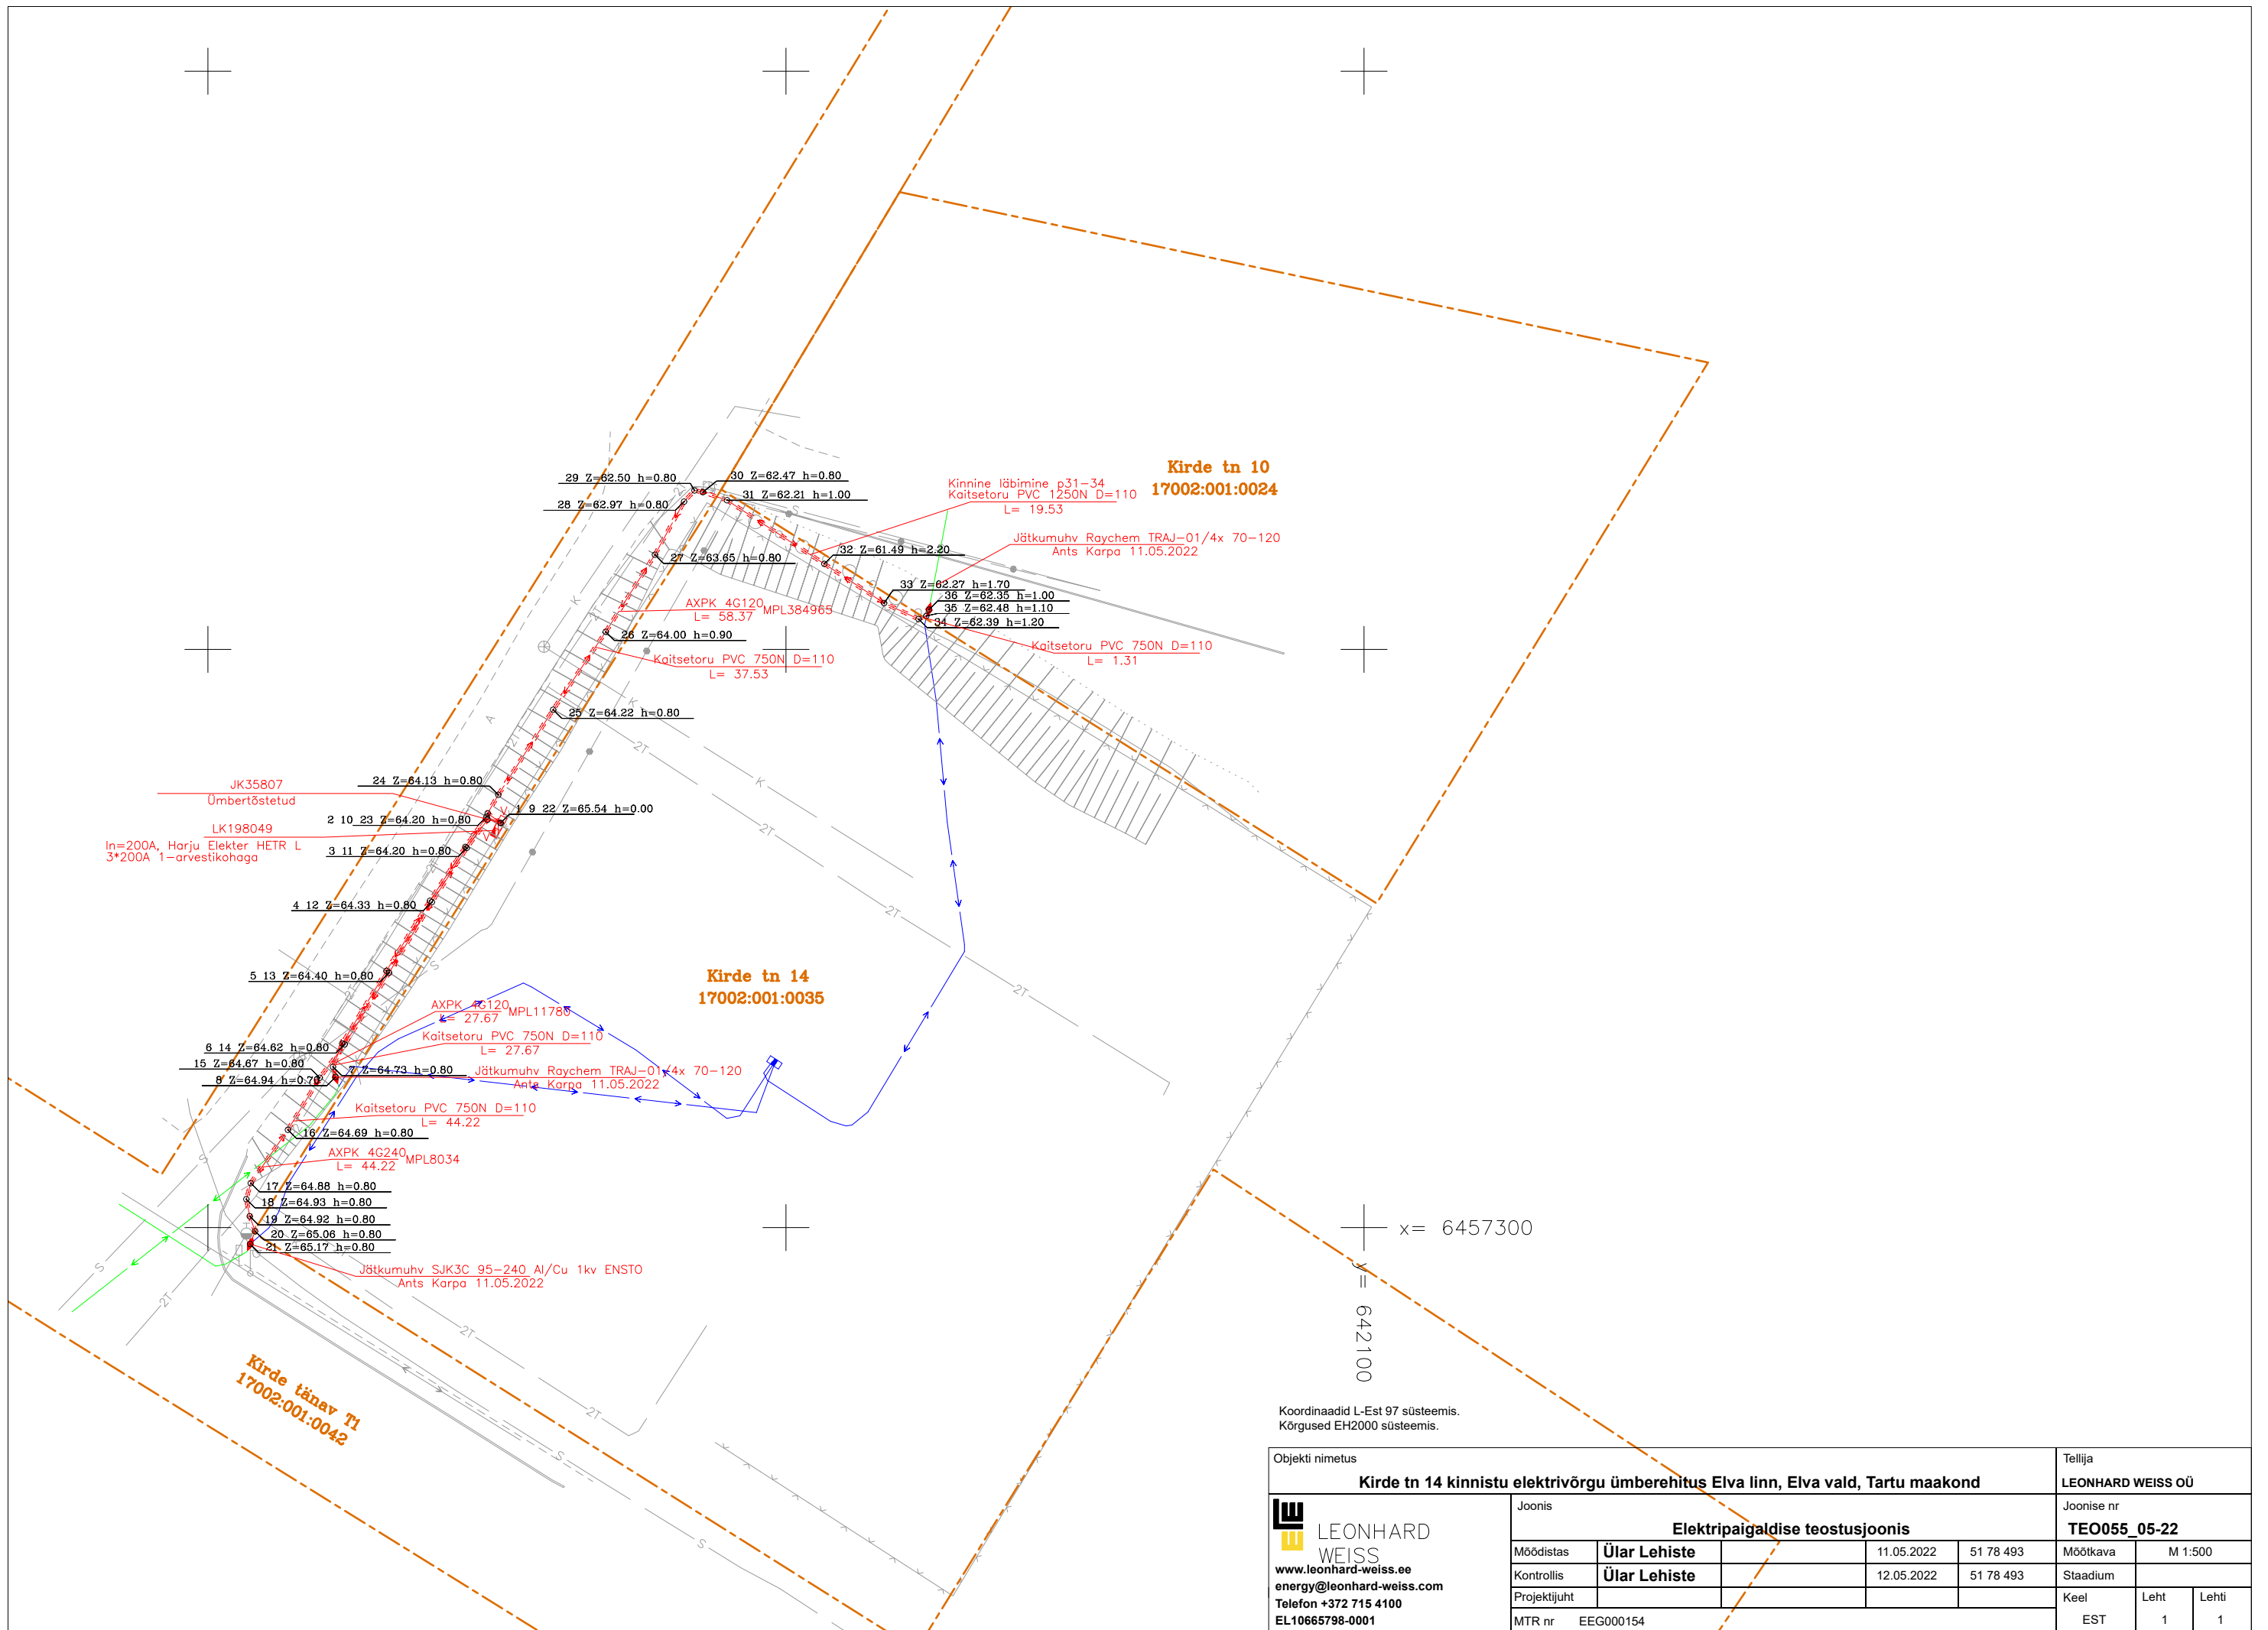 29 Z=62.50 h=0.80
30 Z=62.47 h=0.80
31 Z=62.21 h=1.00
28 Z=62.97 h=0.80
Kirde tn 10
17002:001:0024
Kinnine läbimine p31-34
Kaitsetoru PVC 1250N D=110
L= 19.53
Jätkumuhv Raychem TRAJ-01/4x 70-120
Ants Karpa 11.05.2022
32 Z=61.49 h=2.20
27 Z=63.65 h=0.80
33 Z=62.27 h=1.70
36 Z=62.35 h=1.00
35 Z=62.48 h=1.10
34 Z=62.39 h=1.20
AXPK 4G120 MPL384965
L= 58.37
26 Z=64.00 h=0.90
Kaitsetoru PVC 750N D=110
L= 37.53
Kaitsetoru PVC 750N D=110
L= 1.31
25 Z=64.22 h=0.80
24 Z=64.13 h=0.80
JK35807
Ümbertõstetud
1 9 22 Z=65.54 h=0.00
2 10 23 Z=64.20 h=0.80
LK198049
In=200A, Harju Elekter HETR L
3*200A 1-arvestikohaga
3 11 Z=64.20 h=0.80
4 12 Z=64.33 h=0.80
5 13 Z=64.40 h=0.80
Kirde tn 14
17002:001:0035
AXPK 4G120 MPL11780
L= 27.67
Kaitsetoru PVC 750N D=110
L= 27.67
6 14 Z=64.62 h=0.80
15 Z=64.67 h=0.80
8 Z=64.94 h=0.70
7 Z=64.73 h=0.80
Jätkumuhv Raychem TRAJ-01/4x 70-120
Ants Karpa 11.05.2022
Kaitsetoru PVC 750N D=110
L= 44.22
16 Z=64.69 h=0.80
AXPK 4G240 MPL8034
L= 44.22
17 Z=64.88 h=0.80
18 Z=64.93 h=0.80
19 Z=64.92 h=0.80
20 Z=65.06 h=0.80
21 Z=65.17 h=0.80
Jätkumuhv SJK3C 95-240 Al/Cu 1kv ENSTO
Ants Karpa 11.05.2022
x= 6457300
y= 642100
Kirde tänav T1
17002:001:0042
K
K
K
A
2T
2T
2T
2T
2T
2T
2T
2T
S
S
S
S
S
S
Koordinaadid L-Est 97 süsteemis.
Kõrgused EH2000 süsteemis.
Objekti nimetus
Kirde tn 14 kinnistu elektrivõrgu ümberehitus Elva linn, Elva vald, Tartu maakond
Tellija
LEONHARD WEISS OÜ
LEONHARD
WEISS
www.leonhard-weiss.ee
energy@leonhard-weiss.com
Telefon +372 715 4100
EL10665798-0001
Joonis
Elektripaigaldise teostusjoonis
Joonise nr
TEO055_05-22
Mõõdistas Ülar Lehiste 11.05.2022 51 78 493
Mõõtkava M 1:500
Kontrollis Ülar Lehiste 12.05.2022 51 78 493
Staadium
Projektijuht
Keel Leht Lehti
EST 1 1
MTR nr EEG000154